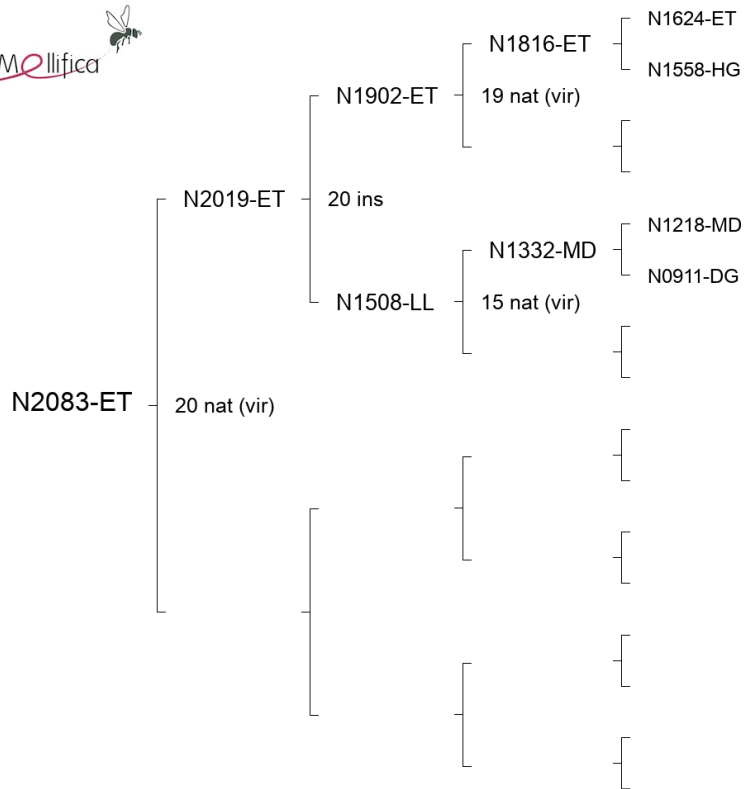 Mellifica
N1624-ET
N1816-ET
N1558-HG
N1902-ET
19 nat (vir)
N2019-ET
20 ins
N1218-MD
N1332-MD
N0911-DG
N1508-LL
15 nat (vir)
N2083-ET
20 nat (vir)